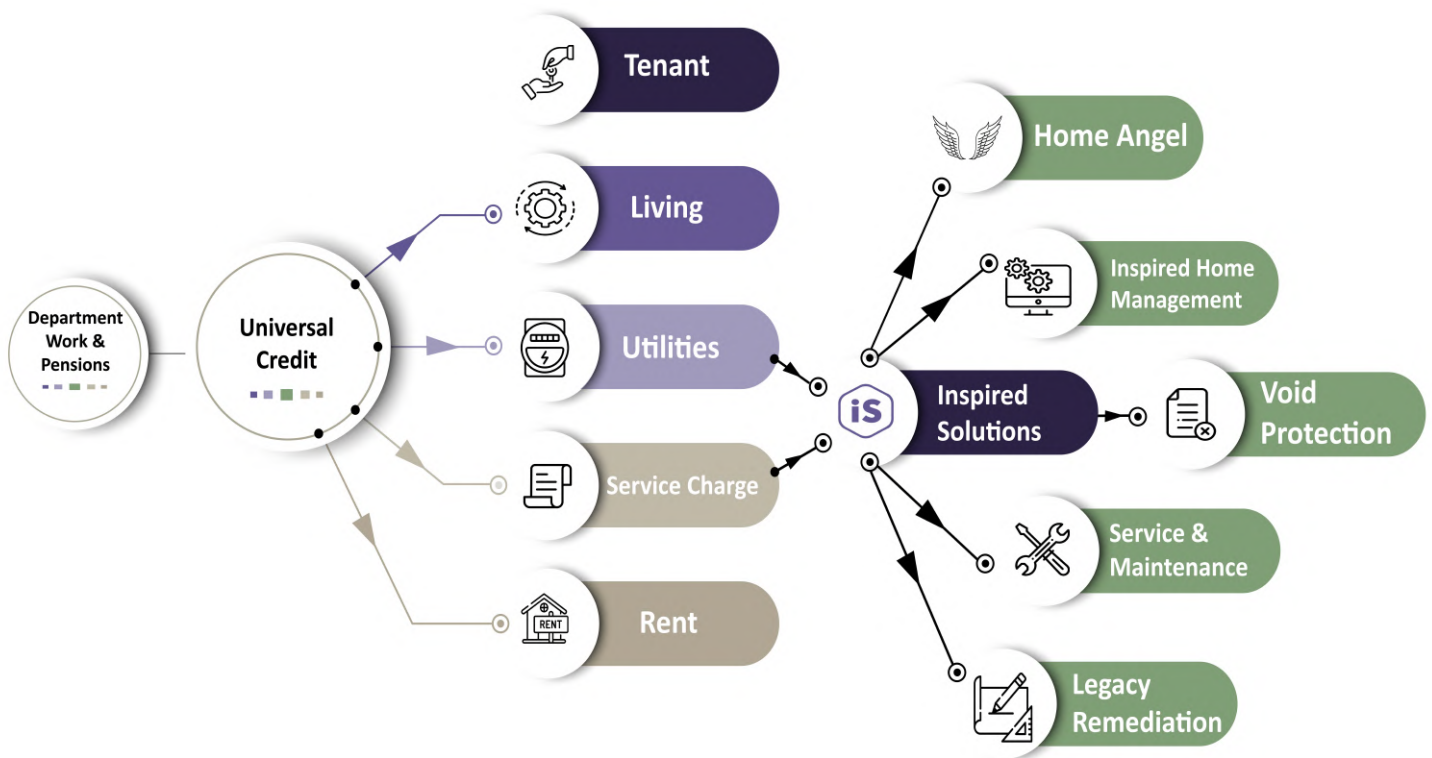 Department
Work &
Pensions
Universal
Credit
Tenant
Living
Utilities
Service Charge
RENT
Rent
iS
Inspired
Solutions
Home Angel
Inspired Home
Management
Void
Protection
Service &
Maintenance
Legacy
Remediation